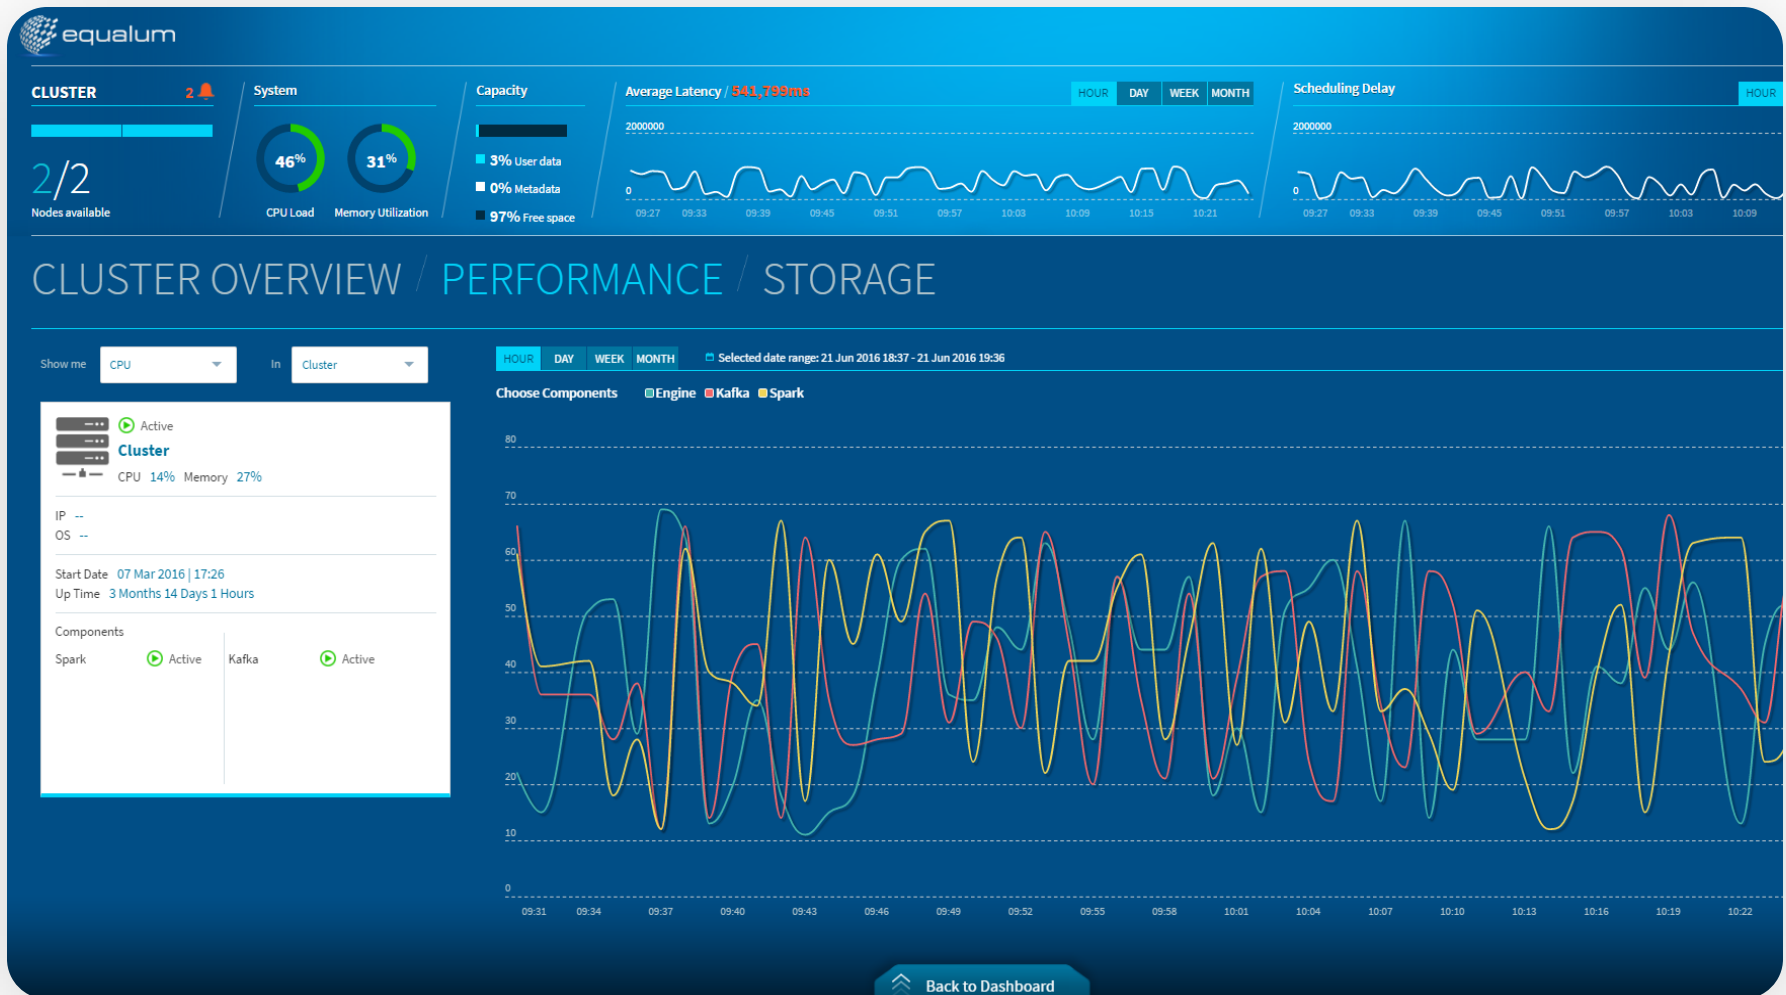 equalum
CLUSTER 2
2/2
Nodes available
System
46%
31%
CPU Load Memory Utilization
Capacity
3% User data
0% Metadata
97% Free space
Average Latency / 541,799ms
HOUR DAY WEEK MONTH
2000000
0
09:27 09:33 09:39 09:45 09:51 09:57 10:03 10:09 10:15 10:21
Scheduling Delay
HOUR
2000000
0
09:27 09:33 09:39 09:45 09:51 09:57 10:03 10:09
CLUSTER OVERVIEW / PERFORMANCE / STORAGE
Show me CPU In Cluster
Active
Cluster
CPU 14% Memory 27%
IP --
OS --
Start Date 07 Mar 2016 | 17:26
Up Time 3 Months 14 Days 1 Hours
Components
Spark Active Kafka Active
HOUR DAY WEEK MONTH Selected date range: 21 Jun 2016 18:37 - 21 Jun 2016 19:36
Choose Components Engine Kafka Spark
80
70
60
50
40
30
20
10
0
09:31 09:34 09:37 09:40 09:43 09:46 09:49 09:52 09:55 09:58 10:01 10:04 10:07 10:10 10:13 10:16 10:19 10:22
Back to Dashboard